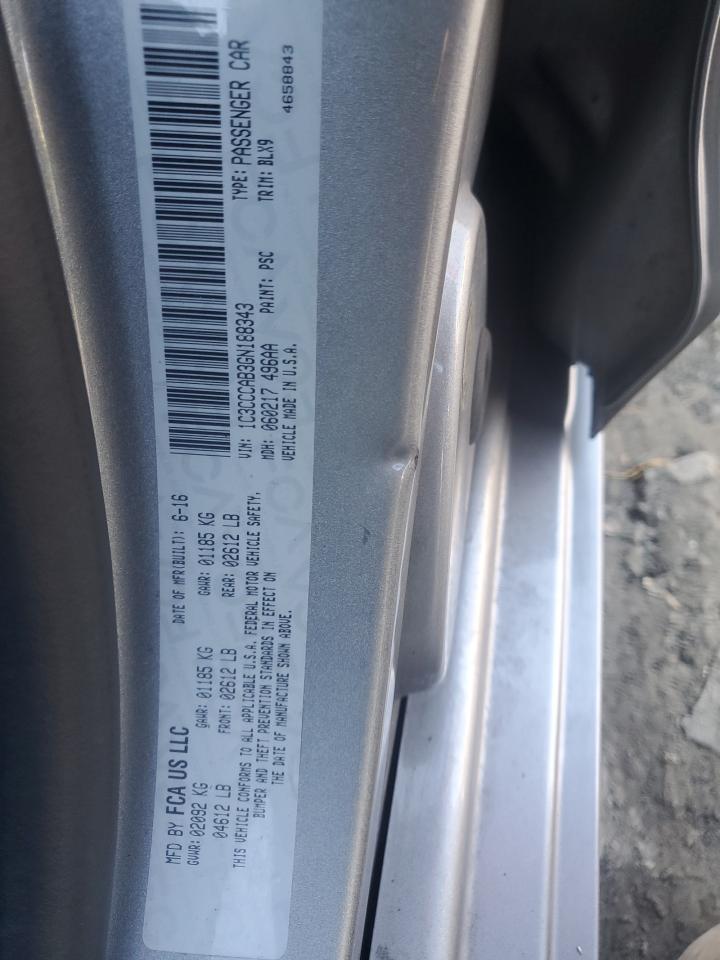 MFD BY FCA US LLC
DATE OF MFR(BUILT): 6-16
GVWR: 02092 KG
GAWR: 01185 KG
GAWR: 01185 KG
04612 LB
FRONT: 02612 LB
REAR: 02612 LB
THIS VEHICLE CONFORMS TO ALL APPLICABLE U.S.A. FEDERAL MOTOR VEHICLE SAFETY,
BUMPER AND THEFT PREVENTION STANDARDS IN EFFECT ON
THE DATE OF MANUFACTURE SHOWN ABOVE.
VIN: 1C3CCCAB3GN168343
TYPE: PASSENGER CAR
MDH: 060217 496AA
PAINT: PSC
TRIM: BLX9
VEHICLE MADE IN U.S.A.
4658843